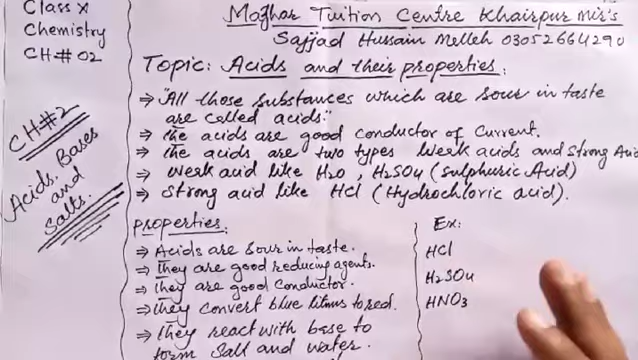 Class X
Chemistry
CH# 02
Mazhar Tuition Centre Khairpur Mir's
Sajjad Hussain Melleh 03052664290
Topic: Acids and their properties.
CH#2
Acids, Bases
and
Salts.
⇒ "All those substances which are sour in taste
are called acids."
⇒ The acids are good conductor of current.
⇒ The acids are two types weak acids and strong Acid
⇒ weak acid like H2O, H2SO4 (sulphuric Acid)
⇒ strong acid like HCl (Hydrochloric acid).
properties:
⇒ Acids are sour in taste.
⇒ They are good reducing agents.
⇒ They are good conductor.
⇒ They convert blue litmus to red.
⇒ They react with base to
form salt and water.
Ex:
HCl
H2SO4
HNO3